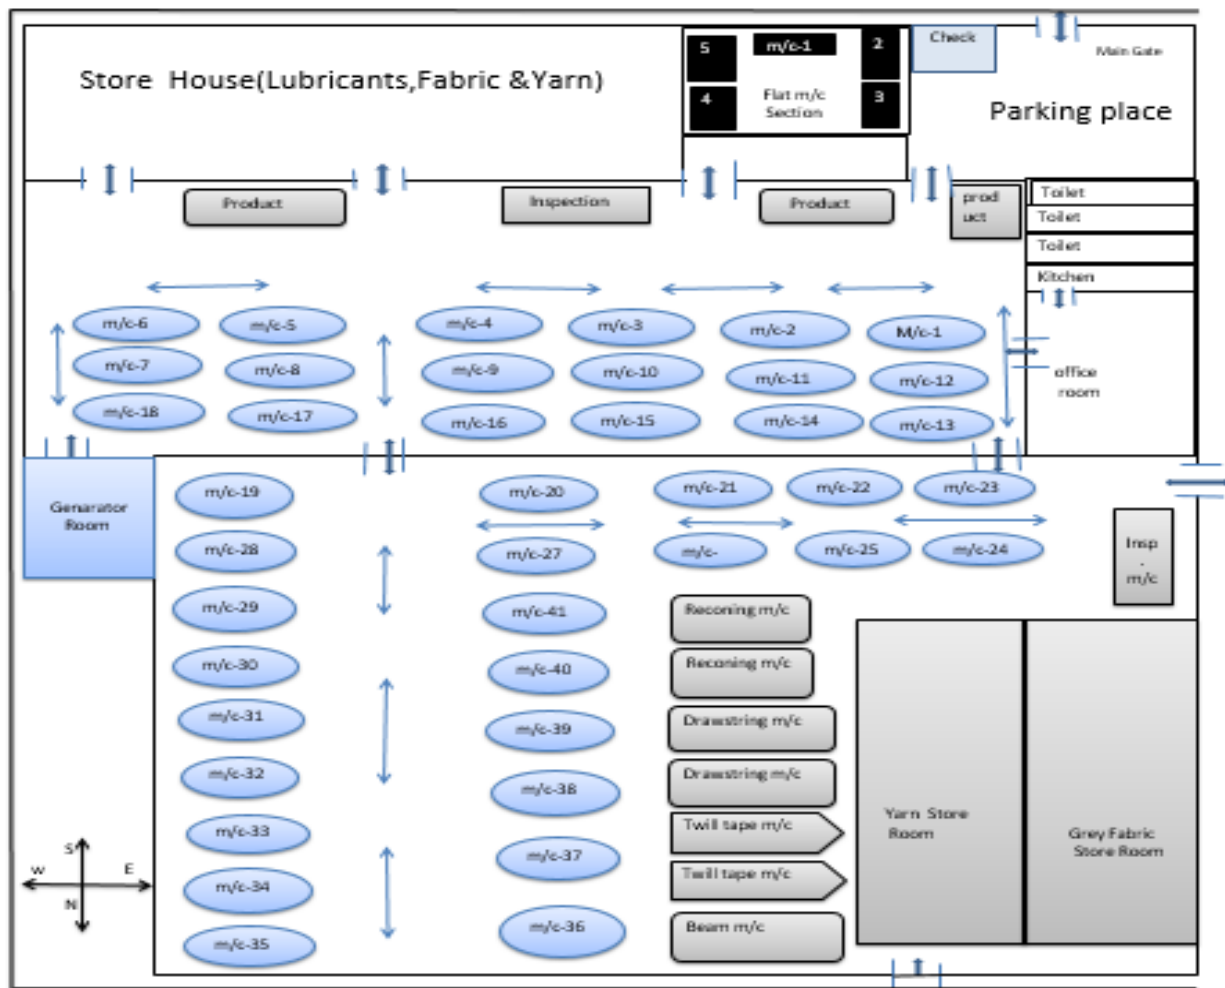 Store House(Lubricants,Fabric &Yarn)
5
m/c-1
2
4
Flat m/c
Section
3
Check
Main Gate
Parking place
Product
Inspection
Product
prod
uct
Toilet
Toilet
Toilet
Kitchen
m/c-6
m/c-5
m/c-4
m/c-3
m/c-2
M/c-1
m/c-7
m/c-8
m/c-9
m/c-10
m/c-11
m/c-12
m/c-18
m/c-17
m/c-16
m/c-15
m/c-14
m/c-13
office
room
Genarator
Room
m/c-19
m/c-20
m/c-21
m/c-22
m/c-23
m/c-28
m/c-27
m/c-
m/c-25
m/c-24
Insp
.
m/c
m/c-29
m/c-41
Reconing m/c
m/c-30
m/c-40
Reconing m/c
m/c-31
m/c-39
Drawstring m/c
m/c-32
m/c-38
Drawstring m/c
m/c-33
m/c-37
Twill tape m/c
m/c-34
Twill tape m/c
m/c-35
m/c-36
Beam m/c
Yarn Store
Room
Grey Fabric
Store Room
S
w
E
N